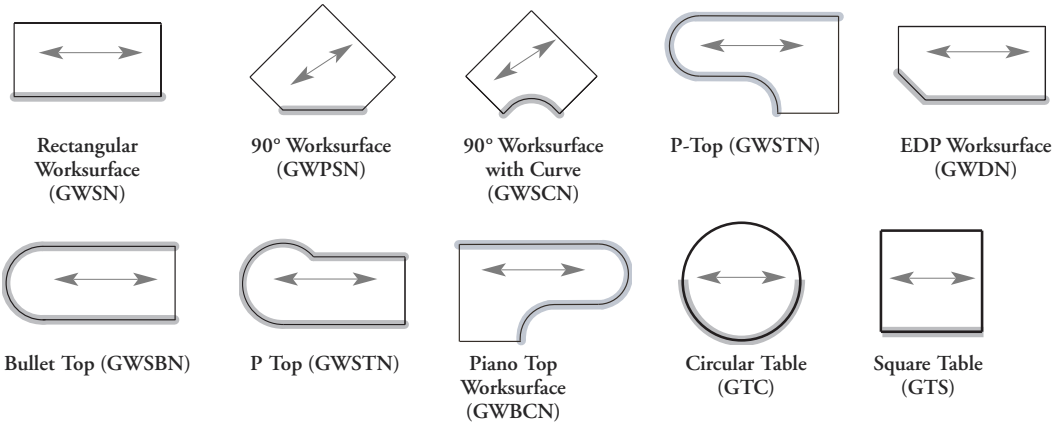 Rectangular
Worksurface
(GWSN)
90° Worksurface
(GWPSN)
90° Worksurface
with Curve
(GWSCN)
P-Top (GWSTN)
EDP Worksurface
(GWDN)
Bullet Top (GWSBN)
P Top (GWSTN)
Piano Top
Worksurface
(GWBCN)
Circular Table
(GTC)
Square Table
(GTS)